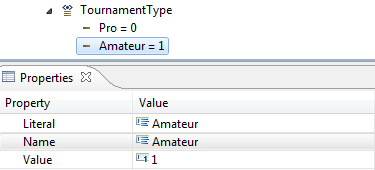 TournamentType
Pro = 0
Amateur = 1
Properties
Property Value
Literal Amateur
Name Amateur
Value 1